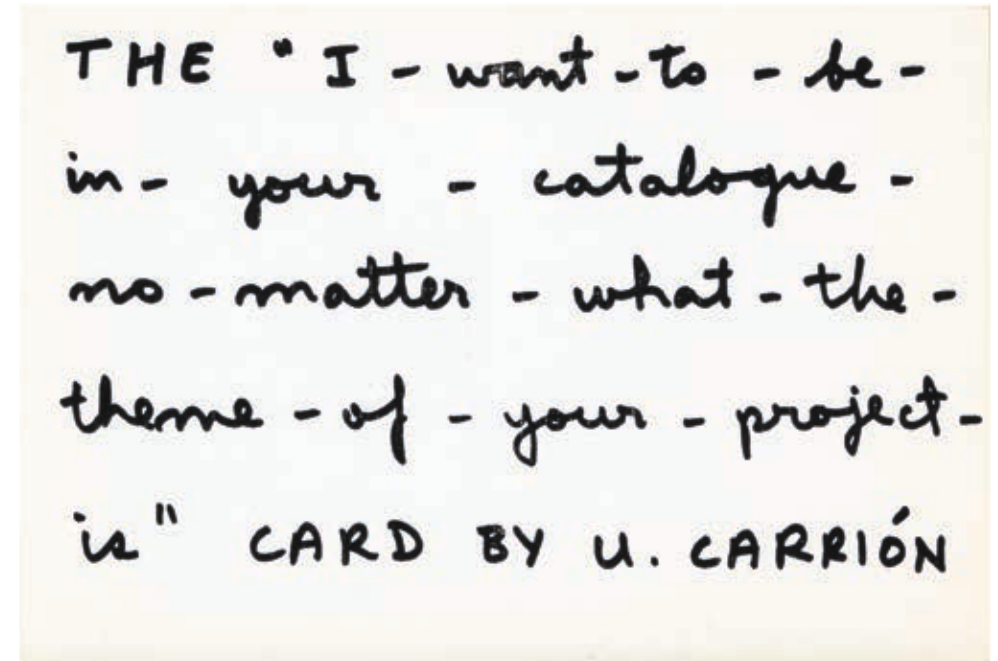 THE "I - want - to - be -
in - your - catalogue -
no - matter - what - the -
theme - of - your - project -
is" CARD BY U. CARRIÓN